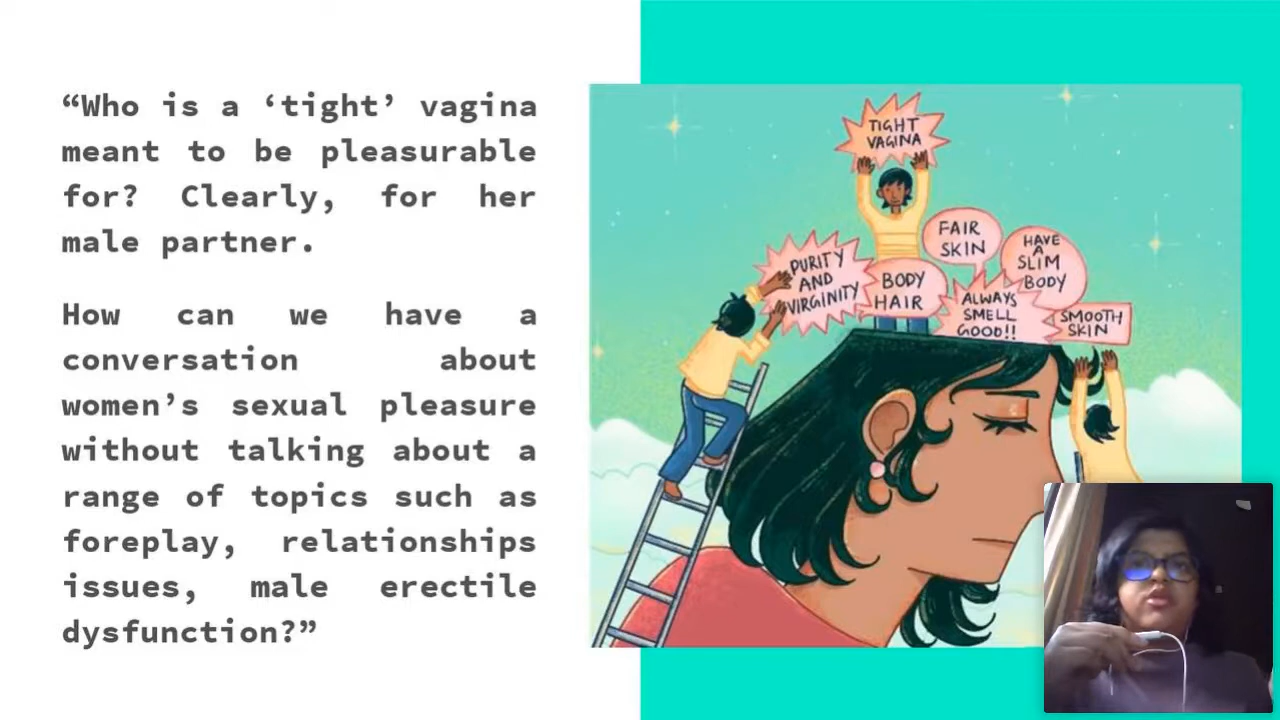 “Who is a ‘tight’ vagina
meant to be pleasurable
for? Clearly, for her
male partner.
How can we have a
conversation about
women’s sexual pleasure
without talking about a
range of topics such as
foreplay, relationships
issues, male erectile
dysfunction?”
TIGHT
VAGINA
PURITY
AND
VIRGINITY
BODY
HAIR
FAIR
SKIN
HAVE
A
SLIM
BODY
ALWAYS
SMELL
GOOD!!
SMOOTH
SKIN